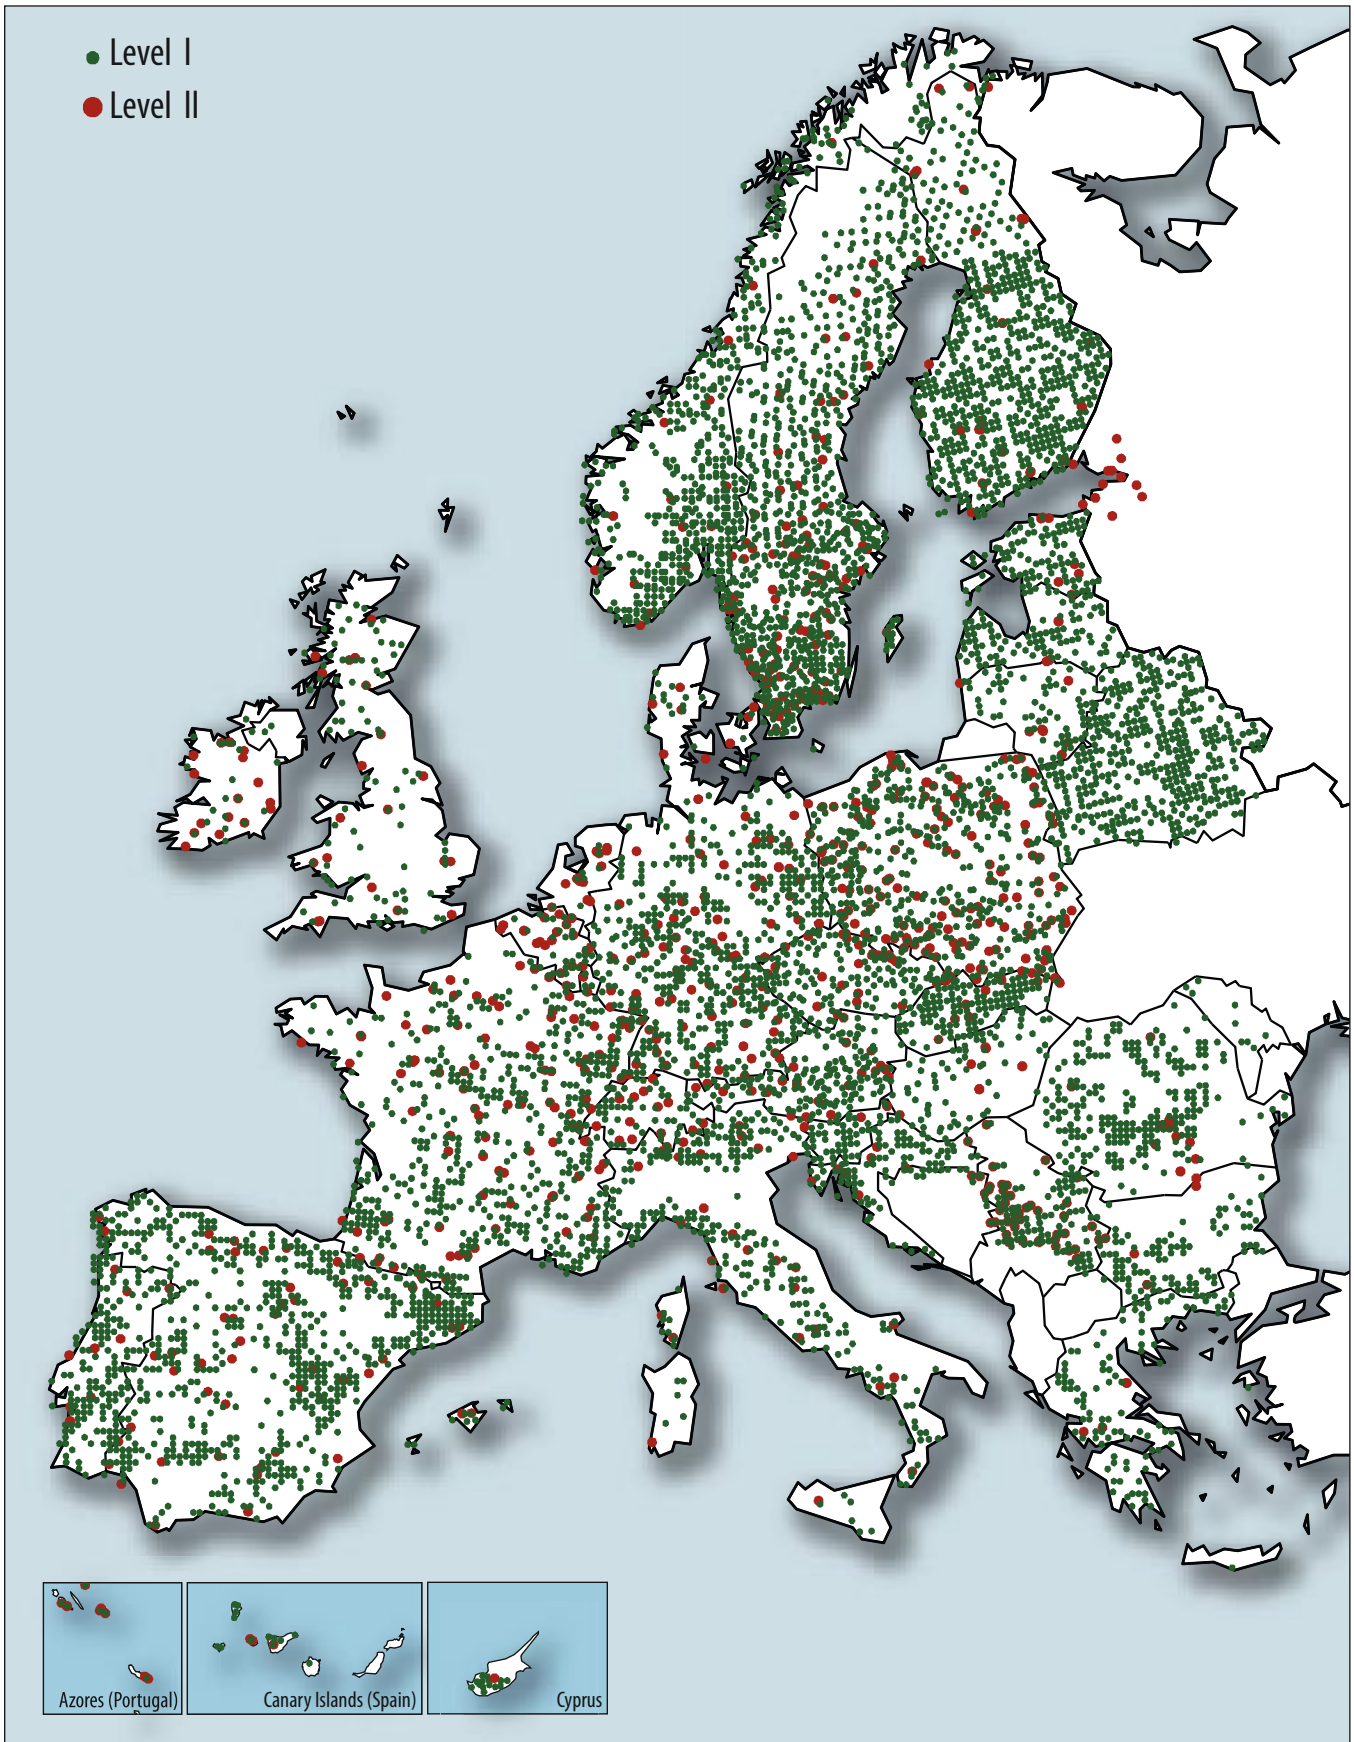 Level I
Level II
Azores (Portugal)
Canary Islands (Spain)
Cyprus